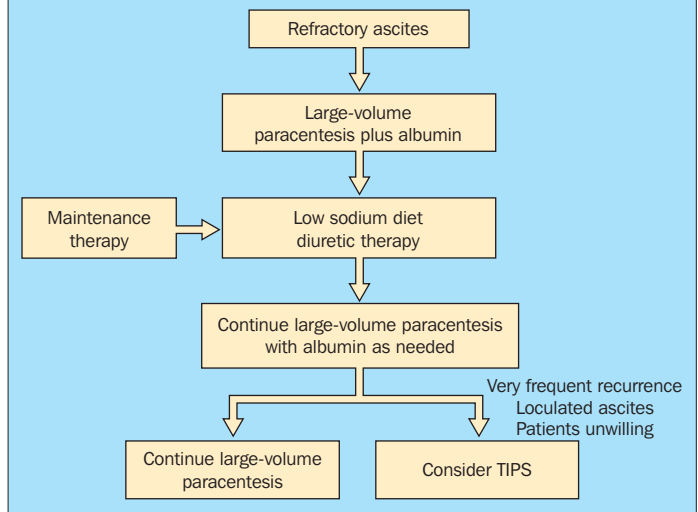 Refractory ascites
Large-volume
paracentesis plus albumin
Maintenance
therapy
Low sodium diet
diuretic therapy
Continue large-volume paracentesis
with albumin as needed
Very frequent recurrence
Loculated ascites
Patients unwilling
Continue large-volume
paracentesis
Consider TIPS